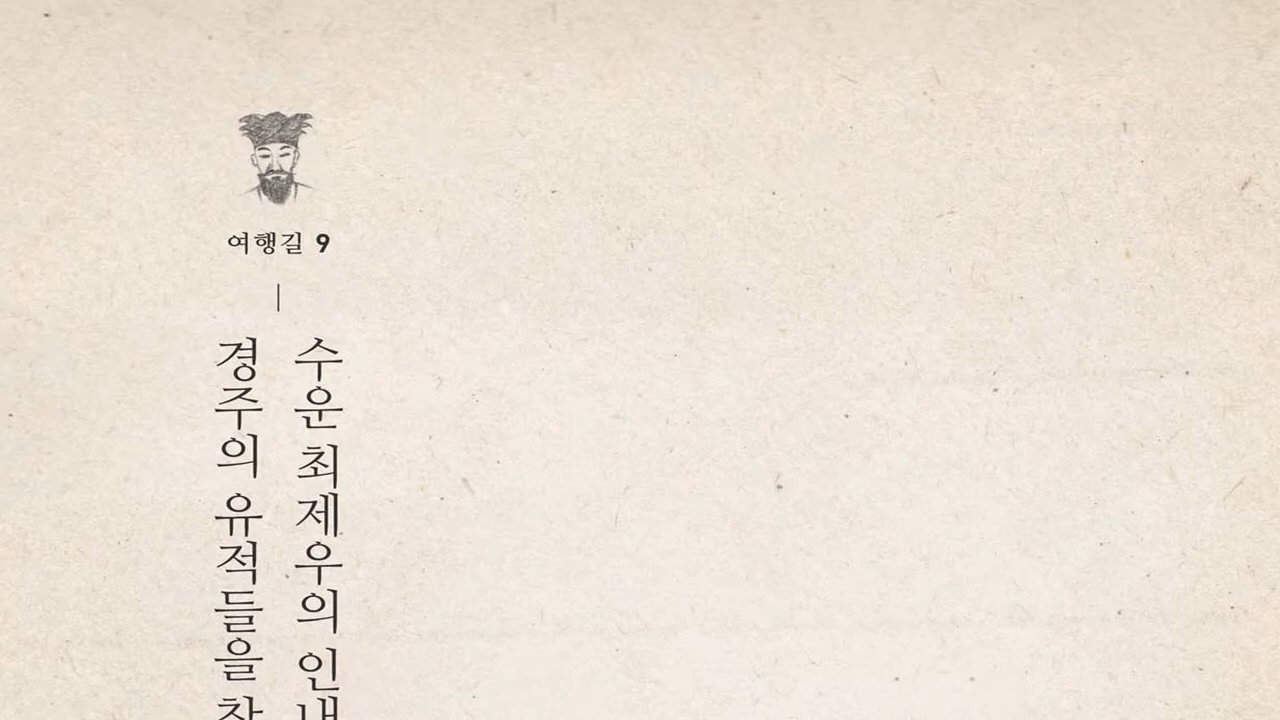 여행길 9
수운 최제우의 인
경주의 유적들을